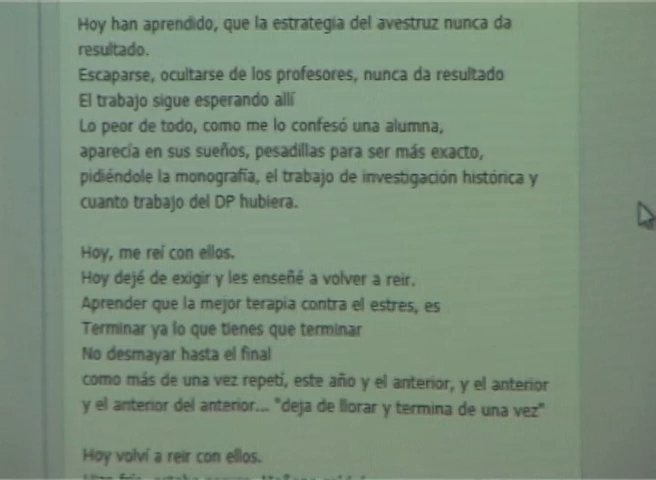 Hoy han aprendido, que la estrategia del avestruz nunca da
resultado.
Escaparse, ocultarse de los profesores, nunca da resultado
El trabajo sigue esperando allí
Lo peor de todo, como me lo confesó una alumna,
aparecía en sus sueños, pesadillas para ser más exacto,
pidiéndole la monografía, el trabajo de investigación histórica y
cuanto trabajo del DP hubiera.
Hoy, me reí con ellos.
Hoy dejé de exigir y les enseñé a volver a reir.
Aprender que la mejor terapia contra el estres, es
Terminar ya lo que tienes que terminar
No desmayar hasta el final
como más de una vez repetí, este año y el anterior, y el anterior
y el anterior del anterior... "deja de llorar y termina de una vez"
Hoy volví a reir con ellos.